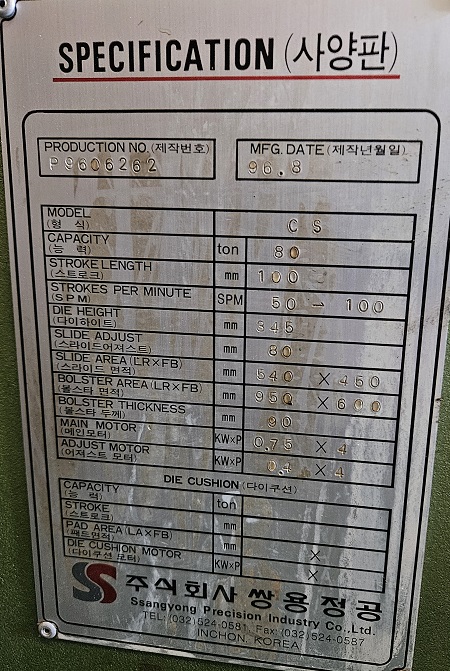 SPECIFICATION (사양판)
PRODUCTION NO. (제작번호)
P9606262
MFG. DATE (제작년월일)
96.8
MODEL
(형 식)
C S
CAPACITY
(능 력)
ton
80
STROKE LENGTH
(스트로크)
mm
100
STROKES PER MINUTE
(S P M)
SPM
50 - 100
DIE HEIGHT
(다이하이트)
mm
345
SLIDE ADJUST
(스라이드어져스트)
mm
80
SLIDE AREA (LR×FB)
(스라이드 면적)
mm
540 × 450
BOLSTER AREA (LR×FB)
(볼스타 면적)
mm
950 × 600
BOLSTER THICKNESS
(볼스타 두께)
mm
90
MAIN MOTOR
(메인모터)
KW×P
0.75 × 4
ADJUST MOTOR
(어져스트 모터)
KW×P
0.4 × 4
DIE CUSHION (다이쿠션)
CAPACITY
(능 력)
ton
STROKE
(스트로크)
mm
PAD AREA (LA×FB)
(패드면적)
mm
×
DIE CUSHION MOTOR
(다이쿠션 모터)
KW×P
×
SS 주식회사 쌍용정공
Ssangyong Precision Industry Co., Ltd.
TEL: (032) 524-0581, Fax: (032) 524-0587
INCHON, KOREA